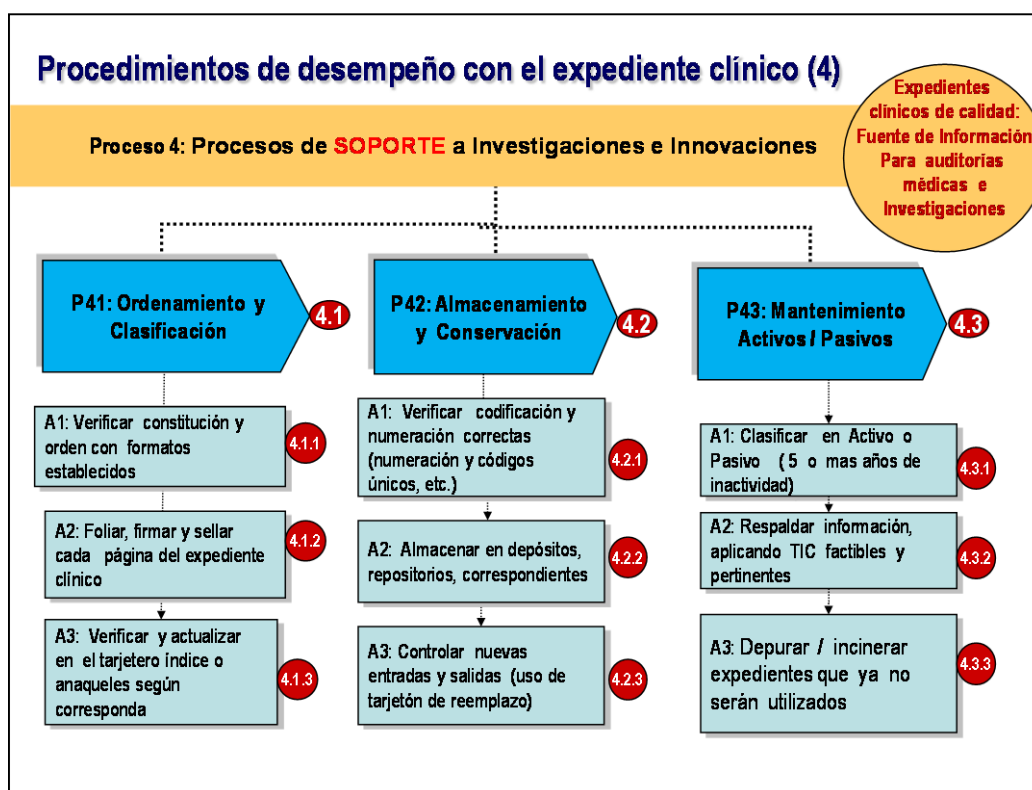 Procedimientos de desempeño con el expediente clínico (4)
Expedientes
clínicos de calidad:
Fuente de Información
Para auditorías
médicas e
Investigaciones
Proceso 4: Procesos de SOPORTE a Investigaciones e Innovaciones
P41: Ordenamiento y
Clasificación
4.1
P42: Almacenamiento
y Conservación
4.2
P43: Mantenimiento
Activos / Pasivos
4.3
A1: Verificar constitución y
orden con formatos
establecidos
4.1.1
A2: Foliar, firmar y sellar
cada página del expediente
clínico
4.1.2
A3: Verificar y actualizar
en el tarjetero índice o
anaqueles según
corresponda
4.1.3
A1: Verificar codificación y
numeración correctas
(numeración y códigos
únicos, etc.)
4.2.1
A2: Almacenar en depósitos,
repositorios, correspondientes
4.2.2
A3: Controlar nuevas
entradas y salidas (uso de
tarjetón de reemplazo)
4.2.3
A1: Clasificar en Activo o
Pasivo ( 5 o mas años de
inactividad)
4.3.1
A2: Respaldar información,
aplicando TIC factibles y
pertinentes
4.3.2
A3: Depurar / incinerar
expedientes que ya no
serán utilizados
4.3.3